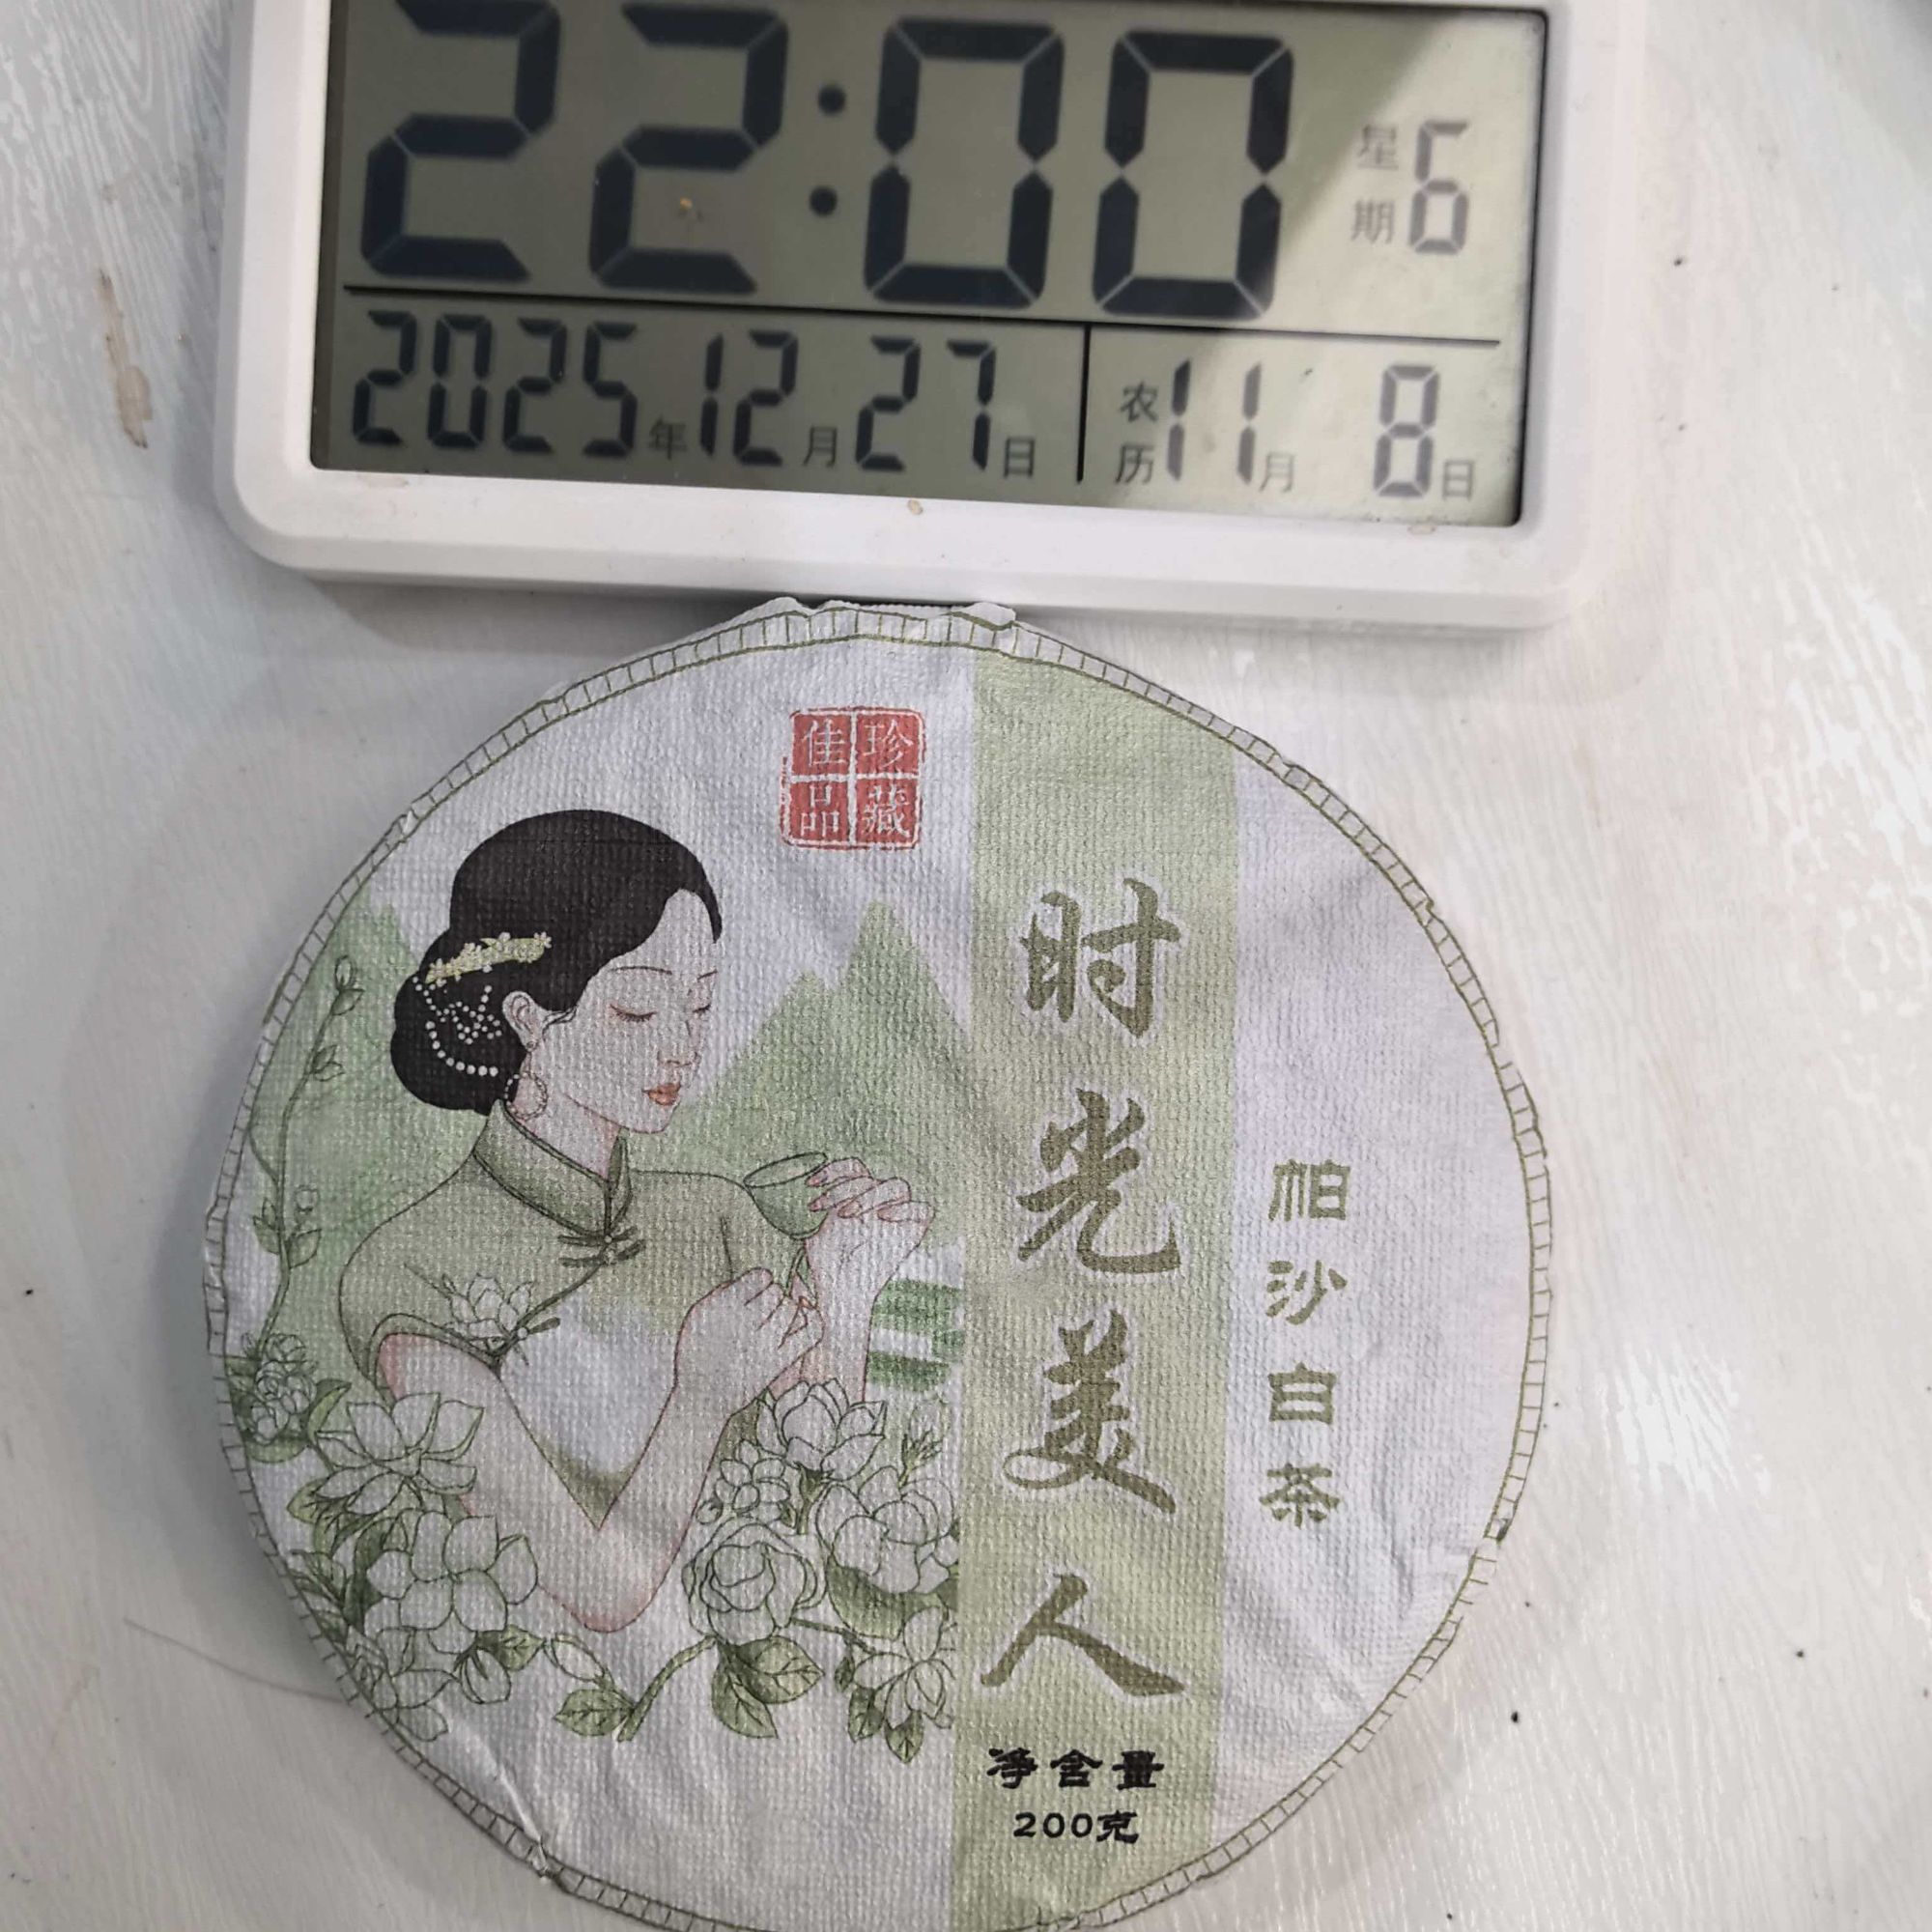 22:00
星期6
2025年12月27日
农历11月8日
珍藏佳品
时光美人
帕沙白茶
净含量
200克